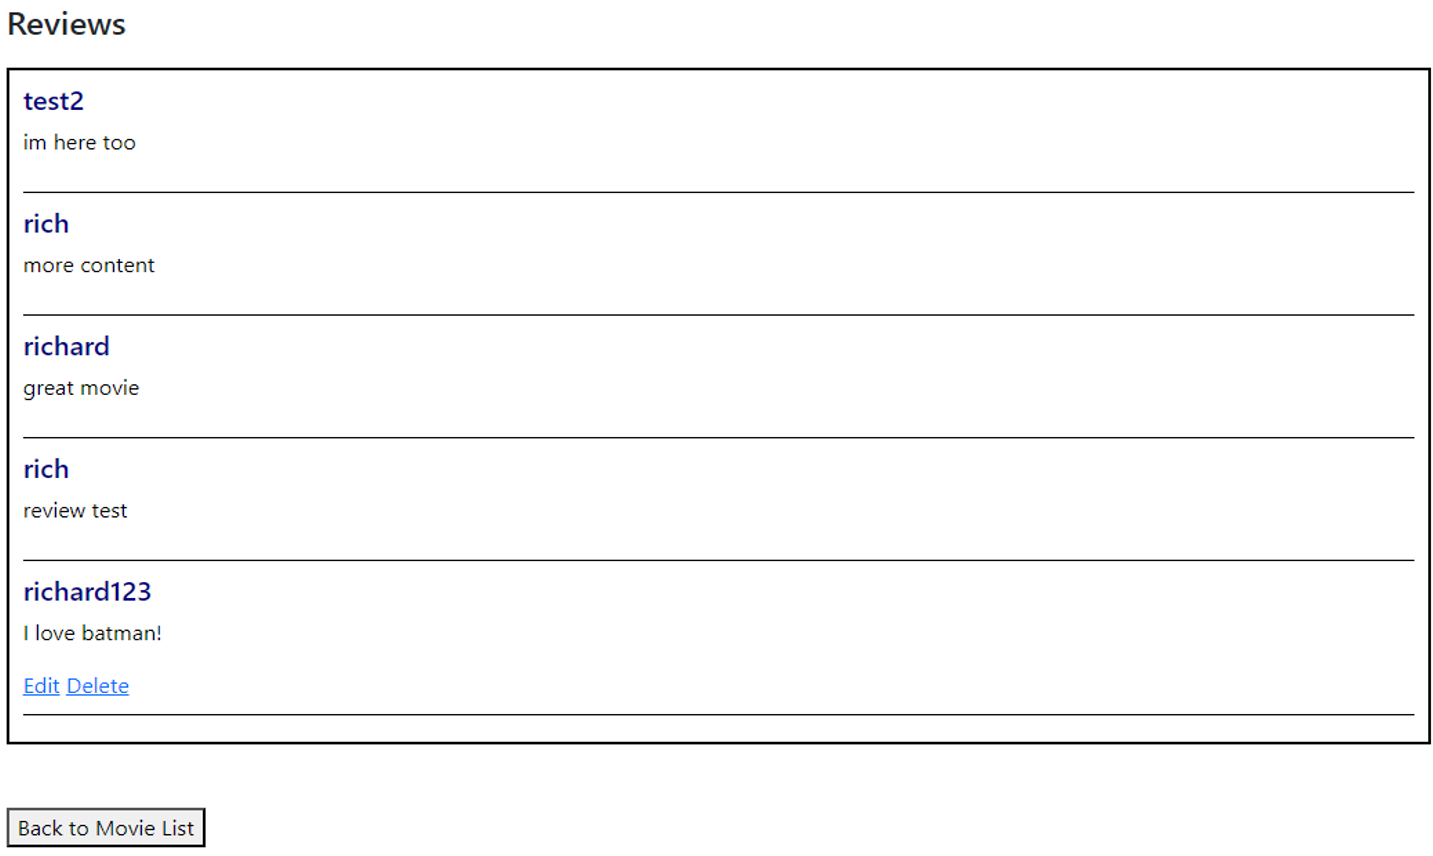 Reviews
test2
im here too
rich
more content
richard
great movie
rich
review test
richard123
I love batman!
Edit Delete
Back to Movie List